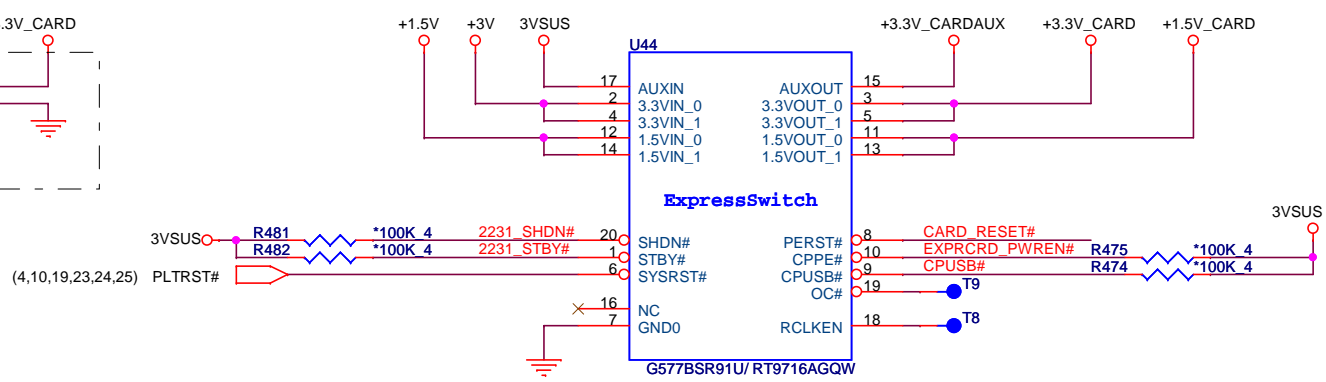 .3V_CARD +1.5V +3V 3VSUS +3.3V_CARDAUX +3.3V_CARD +1.5V_CARD
U44
17 AUXIN AUXOUT 15
2 3.3VIN_0 3.3VOUT_0 3
4 3.3VIN_1 3.3VOUT_1 5
12 1.5VIN_0 1.5VOUT_0 11
14 1.5VIN_1 1.5VOUT_1 13
ExpressSwitch
3VSUS
3VSUS R481 *100K_4 2231_SHDN# 20 SHDN# PERST# 8 CARD_RESET#
R482 *100K_4 2231_STBY# 1 STBY# CPPE# 10 EXPRCRD_PWREN# R475 *100K_4
(4,10,19,23,24,25) PLTRST# 6 SYSRST# CPUSB# 9 CPUSB# R474 *100K_4
OC# 19 T9
16 NC
7 GND0 RCLKEN 18 T8
G577BSR91U/ RT9716AGQW